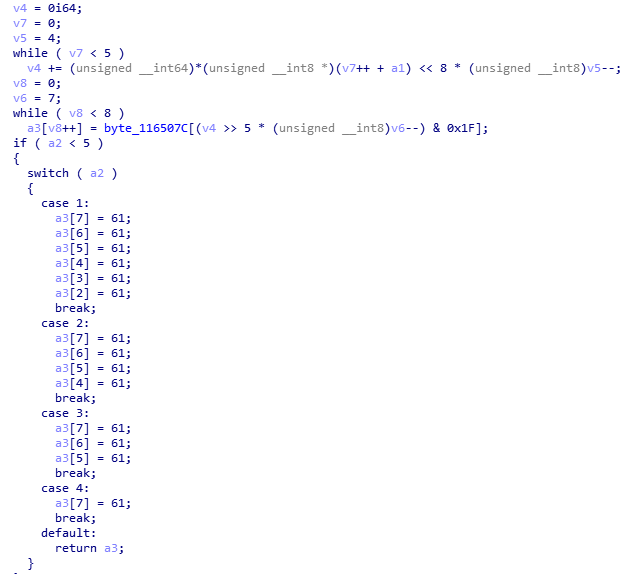 v4 = 0i64;
v7 = 0;
v5 = 4;
while ( v7 < 5 )
  v4 += (unsigned __int64)*(unsigned __int8 *)(v7++ + a1) << 8 * (unsigned __int8)v5--;
v8 = 0;
v6 = 7;
while ( v8 < 8 )
  a3[v8++] = byte_116507C[(v4 >> 5 * (unsigned __int8)v6--) & 0x1F];
if ( a2 < 5 )
{
  switch ( a2 )
  {
    case 1:
      a3[7] = 61;
      a3[6] = 61;
      a3[5] = 61;
      a3[4] = 61;
      a3[3] = 61;
      a3[2] = 61;
      break;
    case 2:
      a3[7] = 61;
      a3[6] = 61;
      a3[5] = 61;
      a3[4] = 61;
      break;
    case 3:
      a3[7] = 61;
      a3[6] = 61;
      a3[5] = 61;
      break;
    case 4:
      a3[7] = 61;
      break;
    default:
      return a3;
  }